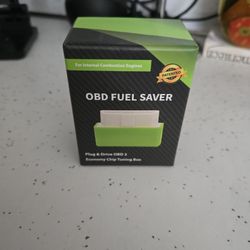 For Internal Combustion Engines
PATENTED
OBD FUEL SAVER
Plug & Drive OBD 2
Economy Chip Tuning Box